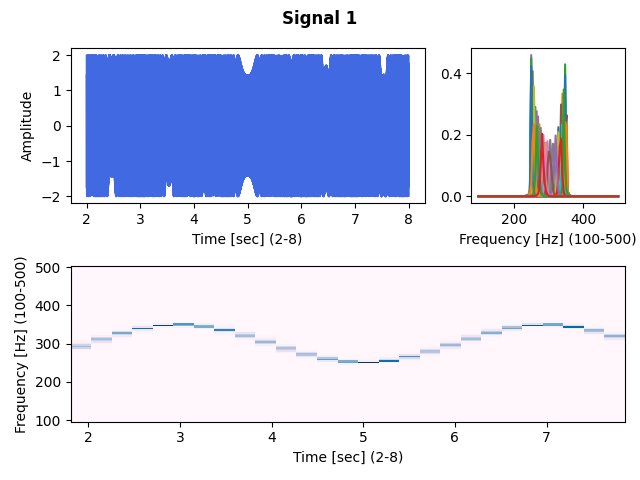 Signal 1
2
1
0
−1
−2
Amplitude
2 3 4 5 6 7 8
Time [sec] (2-8)
0.4
0.2
0.0
200 400
Frequency [Hz] (100-500)
500
400
300
200
100
Frequency [Hz] (100-500)
2 3 4 5 6 7
Time [sec] (2-8)